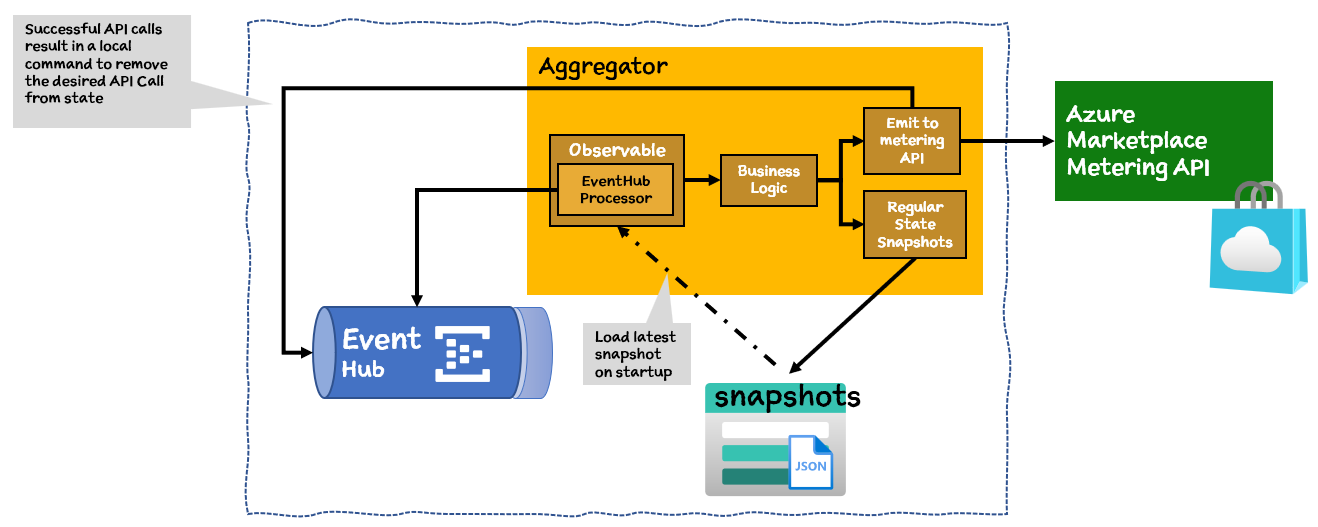 Successful API calls
result in a local
command to remove
the desired API Call
from state
Aggregator
Observable
EventHub
Processor
Business
Logic
Emit to
metering
API
Regular
State
Snapshots
Azure
Marketplace
Metering API
Event
Hub
Load latest
snapshot
on startup
snapshots
JSON